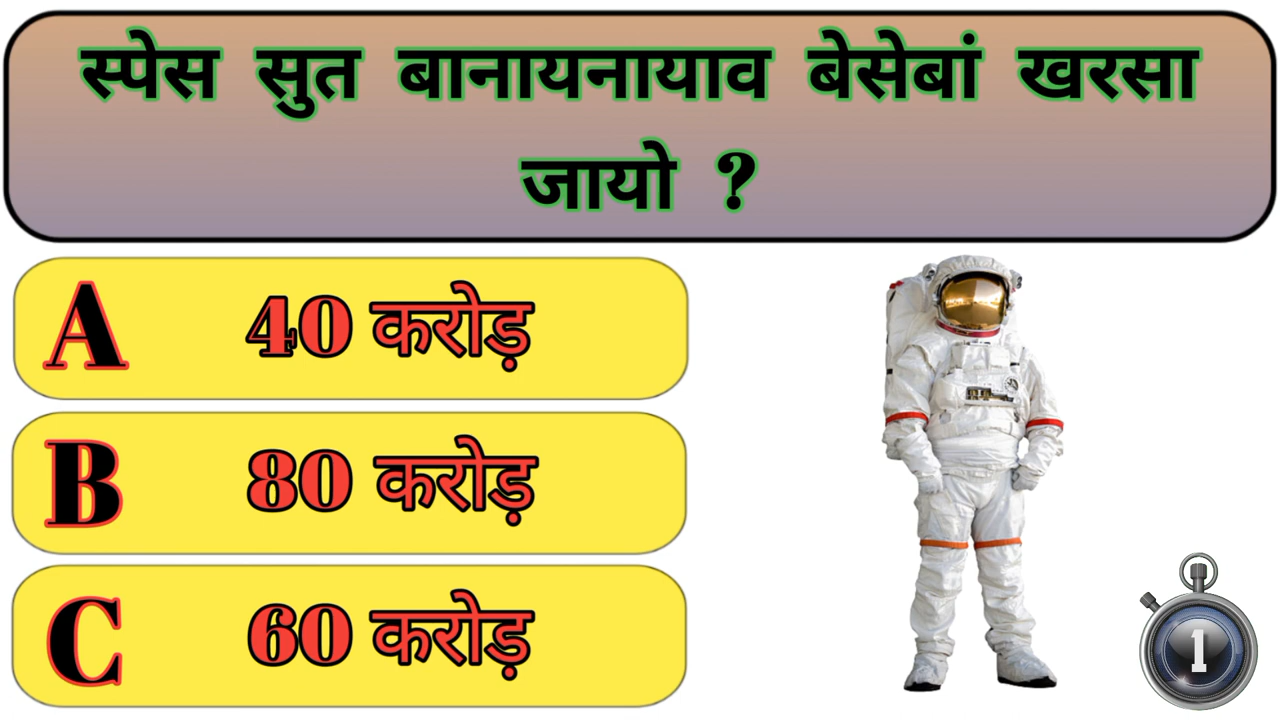 स्पेस सुत बानायनायाव बेसेबां खरसा
जायो ?
A 40 करोड़
B 80 करोड़
C 60 करोड़
1